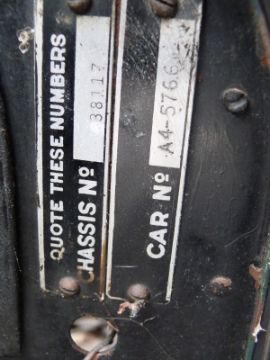 QUOTE THESE NUMBERS
CHASSIS Nº 38117
CAR Nº A4-5766